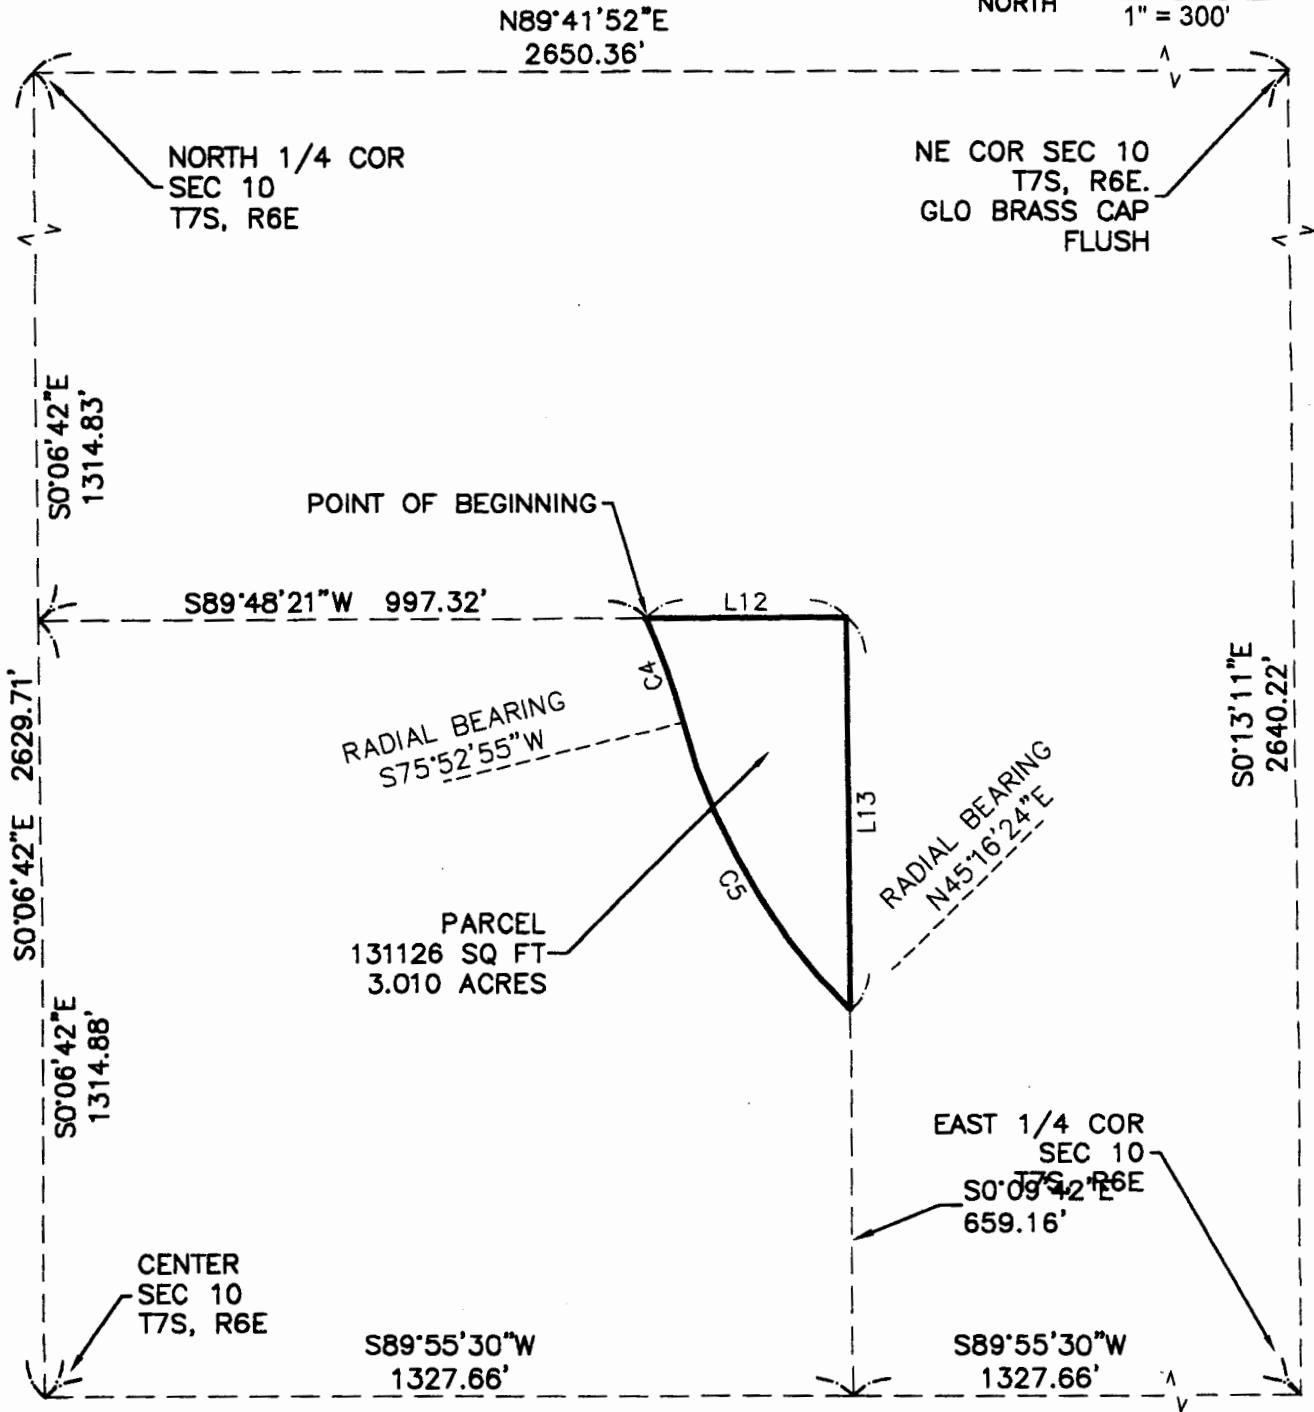 N89°41'52"E
2650.36'
NORTH
1" = 300'
NORTH 1/4 COR
SEC 10
T7S, R6E
NE COR SEC 10
T7S, R6E.
GLO BRASS CAP
FLUSH
S0°06'42"E
1314.83'
POINT OF BEGINNING
S89°48'21"W 997.32'
L12
C4
RADIAL BEARING
S75°52'55"W
S0°06'42"E 2629.71'
S0°13'11"E
2640.22'
L13
RADIAL BEARING
N45°16'24"E
C5
PARCEL
131126 SQ FT
3.010 ACRES
S0°06'42"E
1314.88'
EAST 1/4 COR
SEC 10
T7S, R6E
S0°09'42"E
659.16'
CENTER
SEC 10
T7S, R6E
S89°55'30"W
1327.66'
S89°55'30"W
1327.66'